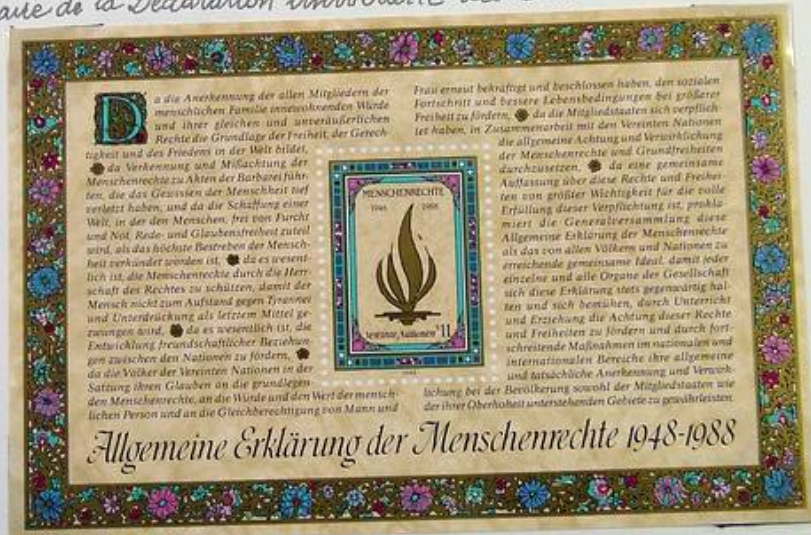 de la Déclaration universelle
Da die Anerkennung der allen Mitgliedern der
menschlichen Familie innewohnenden Würde
und ihrer gleichen und unveräußerlichen
Rechte die Grundlage der Freiheit, der Gerech-
tigkeit und des Friedens in der Welt bildet,
da Verkennung und Mißachtung der
Menschenrechte zu Akten der Barbarei führ-
ten, die das Gewissen der Menschheit tief
verletzt haben, und da die Schaffung einer
Welt, in der den Menschen, frei von Furcht
und Not, Rede- und Glaubensfreiheit zuteil
wird, als das höchste Bestreben der Mensch-
heit verkündet worden ist, da es wesent-
lich ist, die Menschenrechte durch die Herr-
schaft des Rechtes zu schützen, damit der
Mensch nicht zum Aufstand gegen Tyrannei
und Unterdrückung als letztem Mittel ge-
zwungen wird, da es wesentlich ist, die
Entwicklung freundschaftlicher Beziehun-
gen zwischen den Nationen zu fördern,
da die Völker der Vereinten Nationen in der
Satzung ihren Glauben an die grundlegen-
den Menschenrechte, an die Würde und den Wert der mensch-
lichen Person und an die Gleichberechtigung von Mann und
Frau erneut bekräftigt und beschlossen haben, den sozialen
Fortschritt und bessere Lebensbedingungen bei größerer
Freiheit zu fördern, da die Mitgliedstaaten sich verpflich-
tet haben, in Zusammenarbeit mit den Vereinten Nationen
die allgemeine Achtung und Verwirklichung
der Menschenrechte und Grundfreiheiten
durchzusetzen, da eine gemeinsame
Auffassung über diese Rechte und Freihei-
ten von größter Wichtigkeit für die volle
Erfüllung dieser Verpflichtung ist, prokla-
miert die Generalversammlung diese
Allgemeine Erklärung der Menschenrechte
als das von allen Völkern und Nationen zu
erreichende gemeinsame Ideal, damit jeder
einzelne und alle Organe der Gesellschaft
sich diese Erklärung stets gegenwärtig hal-
ten und sich bemühen, durch Unterricht
und Erziehung die Achtung dieser Rechte
und Freiheiten zu fördern und durch fort-
schreitende Maßnahmen im nationalen und
internationalen Bereiche ihre allgemeine
und tatsächliche Anerkennung und Verwirk-
lichung bei der Bevölkerung sowohl der Mitgliedstaaten wie
der ihrer Oberhoheit unterstehenden Gebiete zu gewährleisten.
MENSCHENRECHTE
1948 1988
Vereinte Nationen S11
Allgemeine Erklärung der Menschenrechte 1948-1988